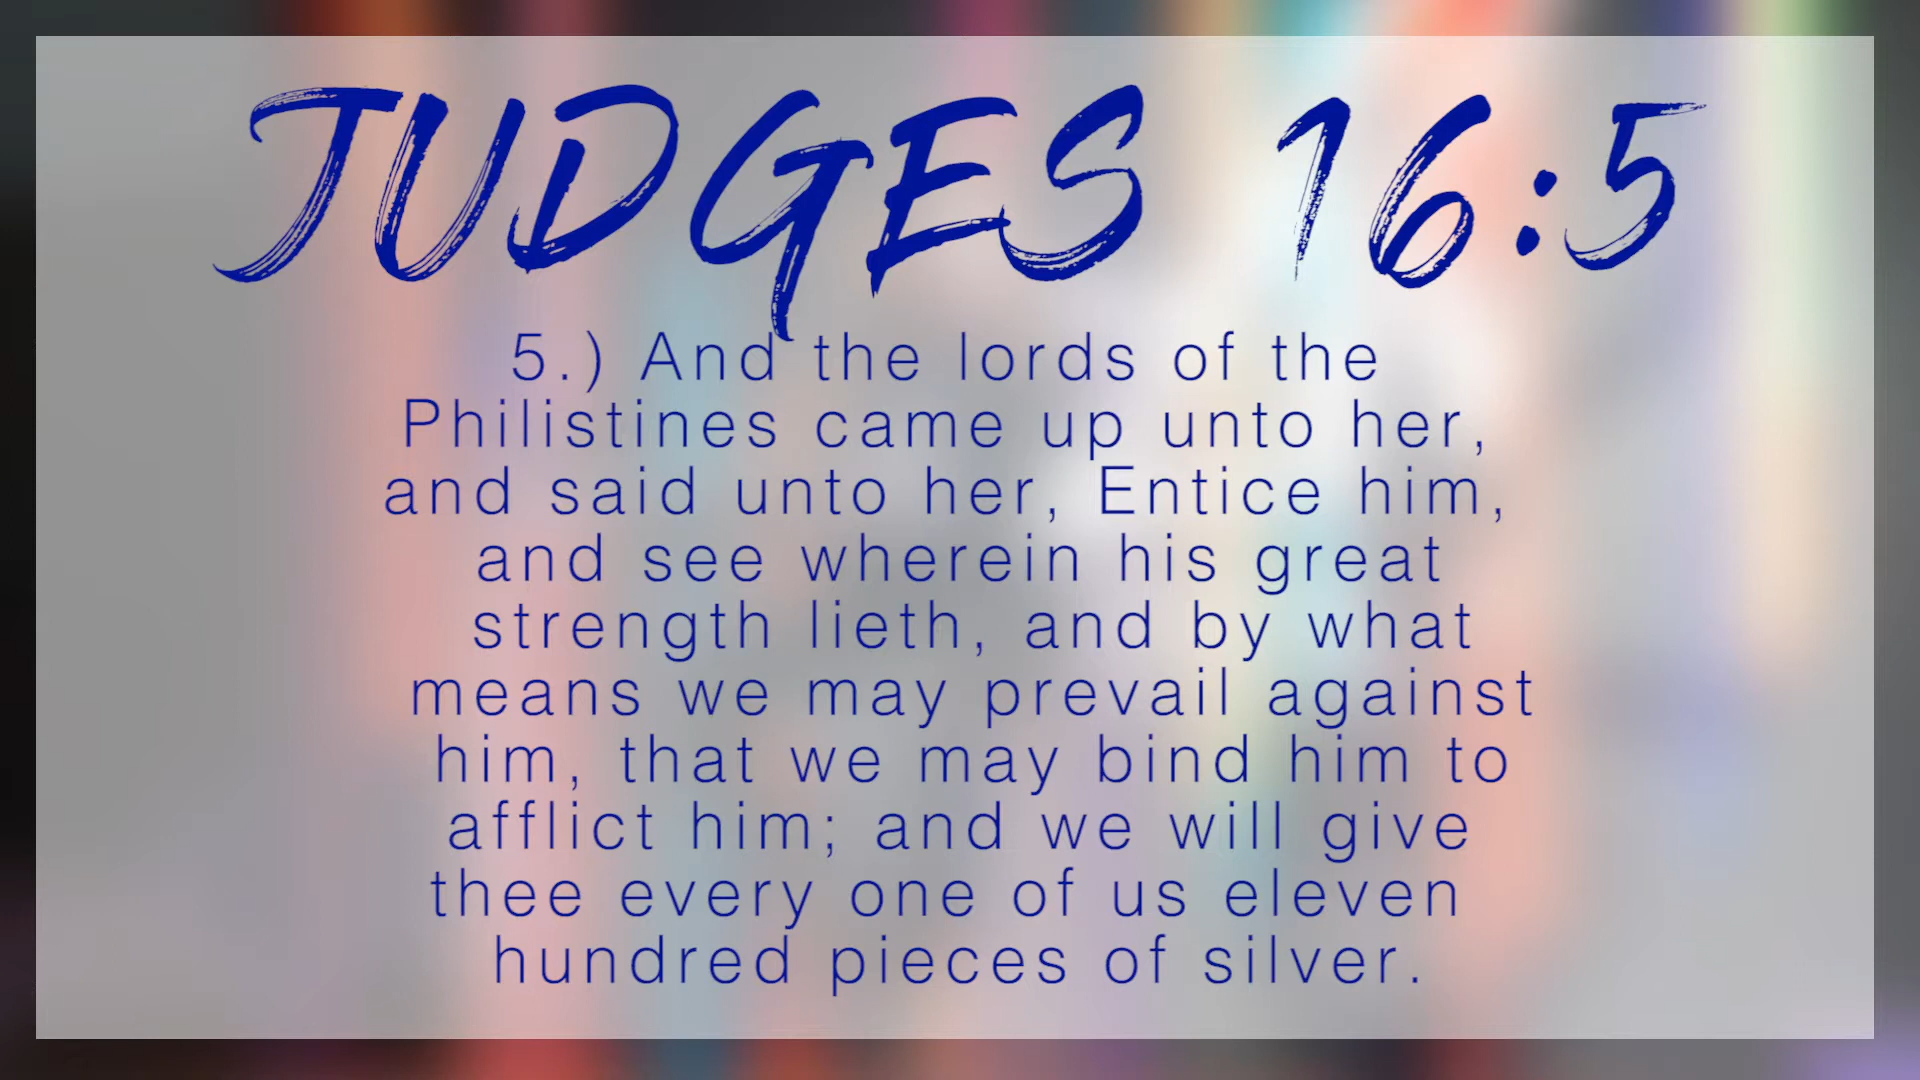 JUDGES 16:5
5.) And the lords of the
Philistines came up unto her,
and said unto her, Entice him,
and see wherein his great
strength lieth, and by what
means we may prevail against
him, that we may bind him to
afflict him; and we will give
thee every one of us eleven
hundred pieces of silver.